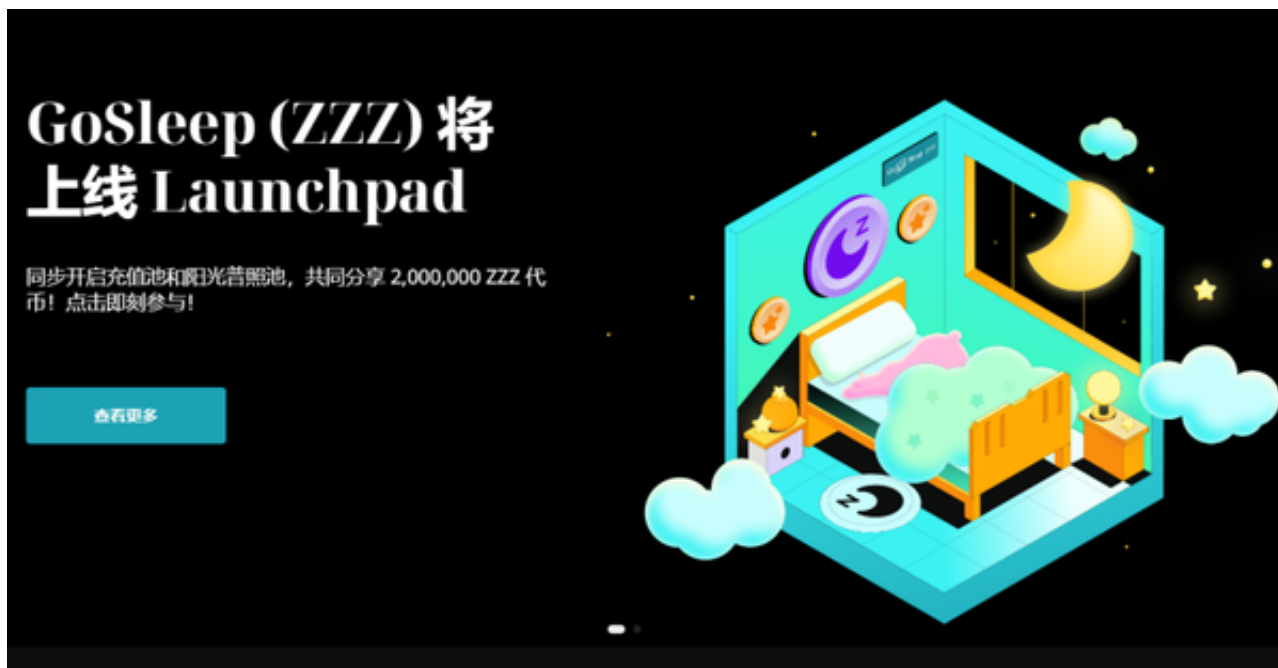 GoSleep (ZZZ) 将
上线 Launchpad
同步开启充值池和阳光普照池，共同分享 2,000,000 ZZZ 代
币！点击即刻参与！
查看更多
Z
Z